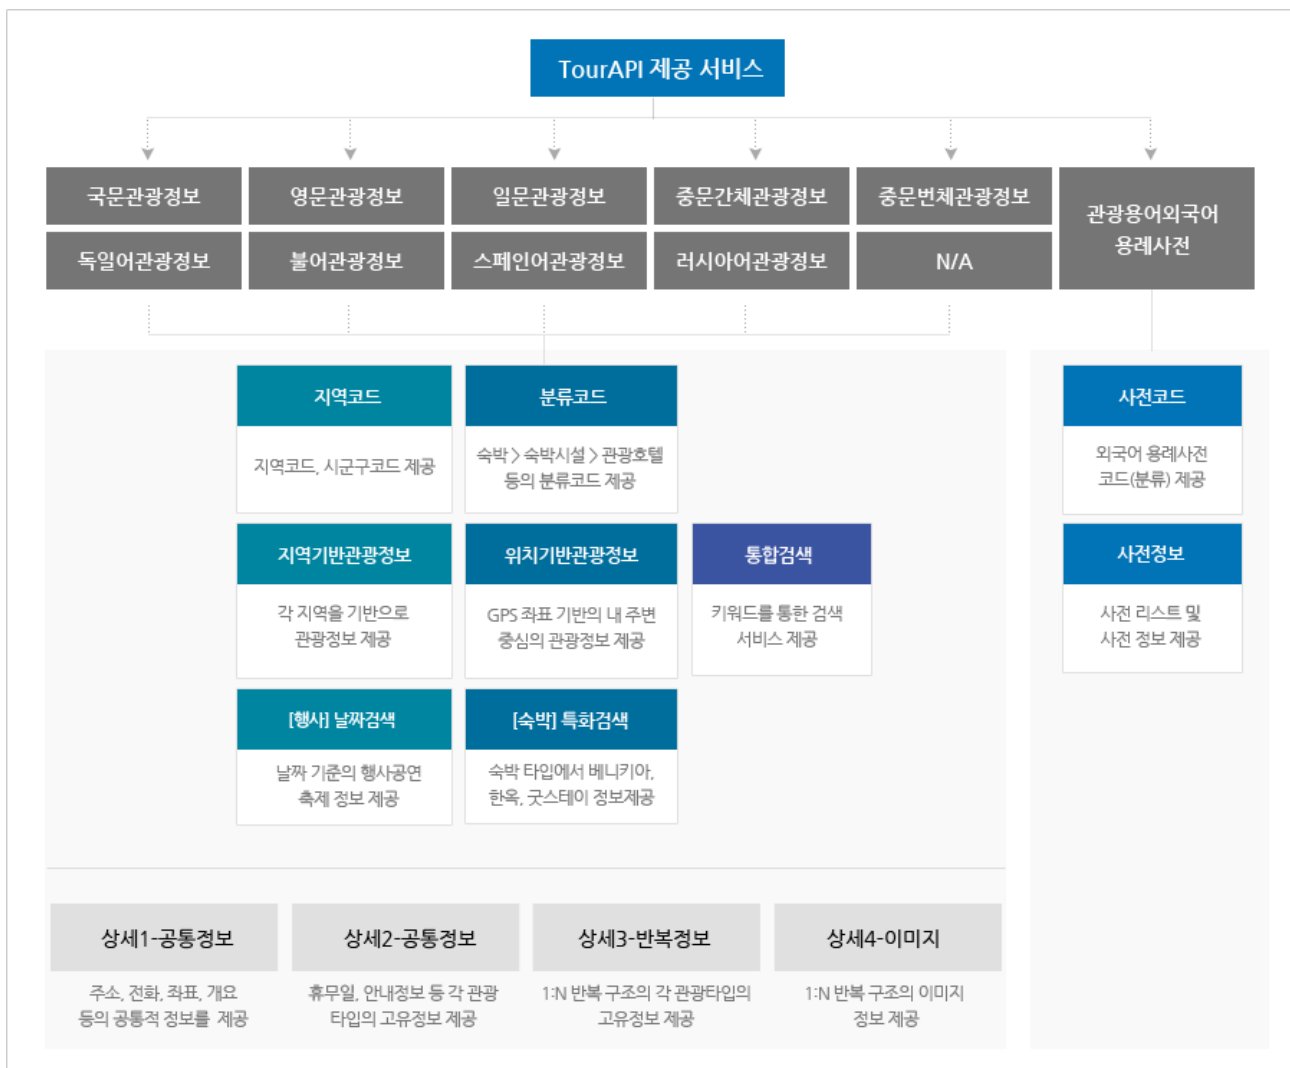 TourAPI 제공 서비스
국문관광정보
영문관광정보
일문관광정보
중문간체관광정보
중문번체관광정보
관광용어외국어
용례사전
독일어관광정보
불어관광정보
스페인어관광정보
러시아어관광정보
N/A
지역코드
지역코드, 시군구코드 제공
분류코드
숙박 > 숙박시설 > 관광호텔
등의 분류코드 제공
사전코드
외국어 용례사전
코드(분류) 제공
지역기반관광정보
각 지역을 기반으로
관광정보 제공
위치기반관광정보
GPS 좌표 기반의 내 주변
중심의 관광정보 제공
통합검색
키워드를 통한 검색
서비스 제공
사전정보
사전 리스트 및
사전 정보 제공
[행사] 날짜검색
날짜 기준의 행사공연
축제 정보 제공
[숙박] 특화검색
숙박 타입에서 베니키아,
한옥, 굿스테이 정보제공
상세1-공통정보
주소, 전화, 좌표, 개요
등의 공통적 정보를 제공
상세2-공통정보
휴무일, 안내정보 등 각 관광
타입의 고유정보 제공
상세3-반복정보
1:N 반복 구조의 각 관광타입의
고유정보 제공
상세4-이미지
1:N 반복 구조의 이미지
정보 제공